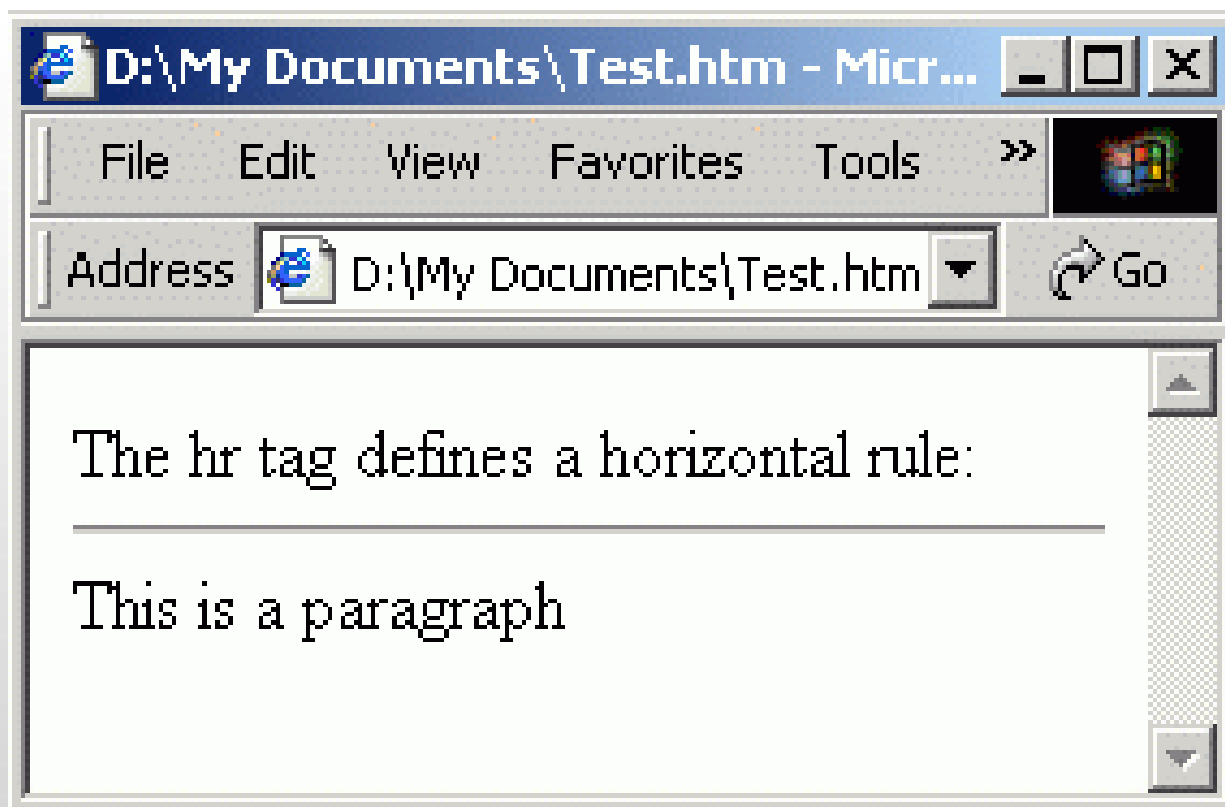 D:\My Documents\Test.htm - Micr...
File Edit View Favorites Tools »
Address D:\My Documents\Test.htm Go
The hr tag defines a horizontal rule:
This is a paragraph